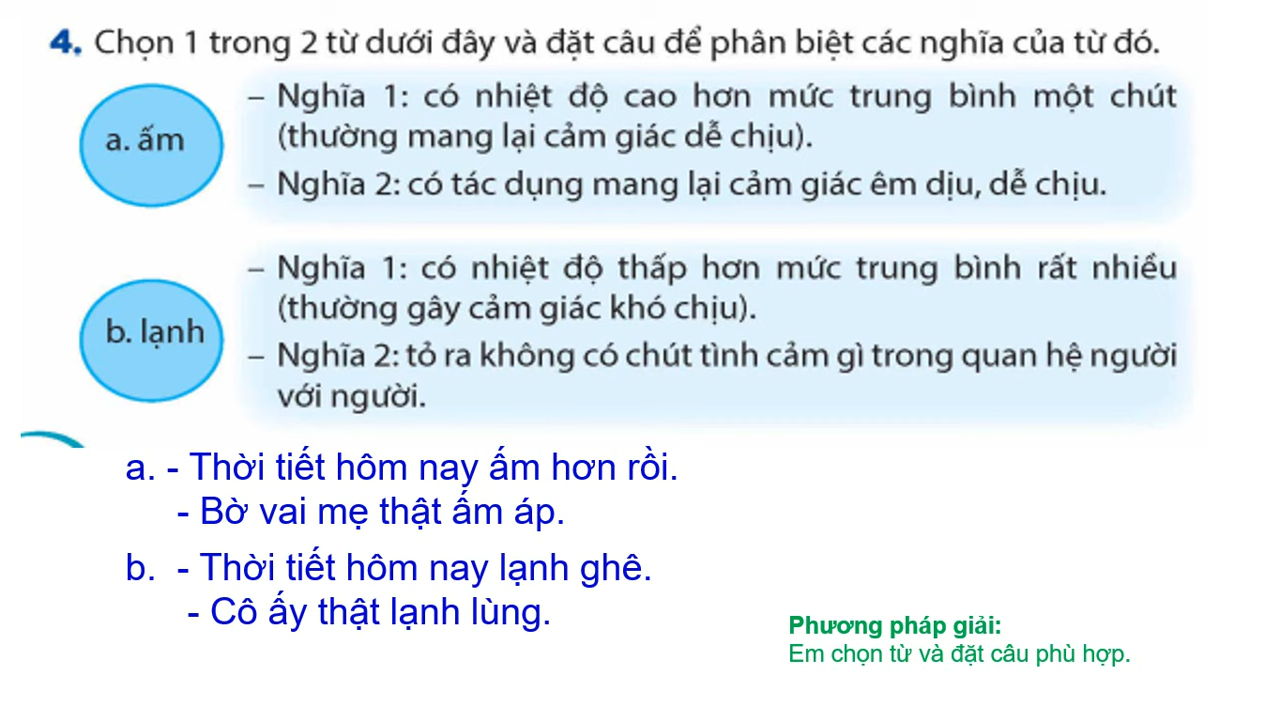 4. Chọn 1 trong 2 từ dưới đây và đặt câu để phân biệt các nghĩa của từ đó.
a. ấm
– Nghĩa 1: có nhiệt độ cao hơn mức trung bình một chút
(thường mang lại cảm giác dễ chịu).
– Nghĩa 2: có tác dụng mang lại cảm giác êm dịu, dễ chịu.
b. lạnh
– Nghĩa 1: có nhiệt độ thấp hơn mức trung bình rất nhiều
(thường gây cảm giác khó chịu).
– Nghĩa 2: tỏ ra không có chút tình cảm gì trong quan hệ người
với người.
a. - Thời tiết hôm nay ấm hơn rồi.
- Bờ vai mẹ thật ấm áp.
b. - Thời tiết hôm nay lạnh ghê.
- Cô ấy thật lạnh lùng.
Phương pháp giải:
Em chọn từ và đặt câu phù hợp.